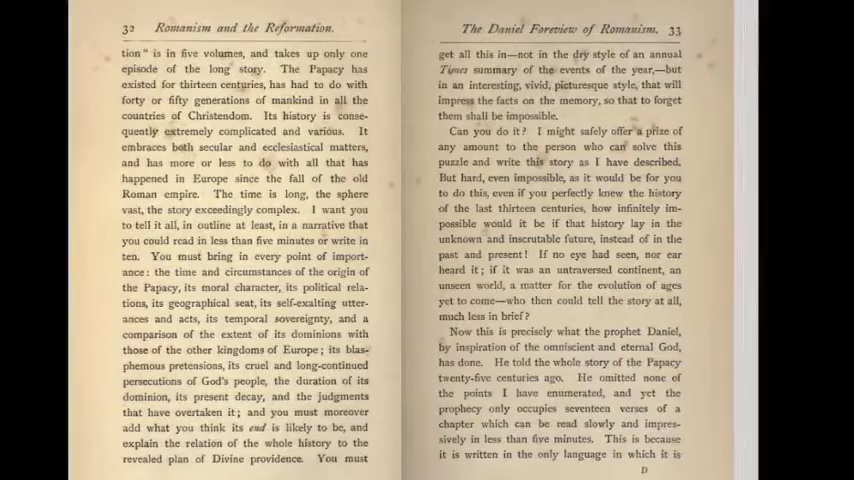 32 Romanism and the Reformation.
tion" is in five volumes, and takes up only one
episode of the long story. The Papacy has
existed for thirteen centuries, has had to do with
forty or fifty generations of mankind in all the
countries of Christendom. Its history is conse-
quently extremely complicated and various. It
embraces both secular and ecclesiastical matters,
and has more or less to do with all that has
happened in Europe since the fall of the old
Roman empire. The time is long, the sphere
vast, the story exceedingly complex. I want you
to tell it all, in outline at least, in a narrative that
you could read in less than five minutes or write in
ten. You must bring in every point of import-
ance: the time and circumstances of the origin of
the Papacy, its moral character, its political rela-
tions, its geographical seat, its self-exalting utter-
ances and acts, its temporal sovereignty, and a
comparison of the extent of its dominions with
those of the other kingdoms of Europe; its blas-
phemous pretensions, its cruel and long-continued
persecutions of God's people, the duration of its
dominion, its present decay, and the judgments
that have overtaken it; and you must moreover
add what you think its end is likely to be, and
explain the relation of the whole history to the
revealed plan of Divine providence. You must
The Daniel Foreview of Romanism. 33
get all this in—not in the dry style of an annual
Times summary of the events of the year,—but
in an interesting, vivid, picturesque style, that will
impress the facts on the memory, so that to forget
them shall be impossible.
Can you do it? I might safely offer a prize of
any amount to the person who can solve this
puzzle and write this story as I have described.
But hard, even impossible, as it would be for you
to do this, even if you perfectly knew the history
of the last thirteen centuries, how infinitely im-
possible would it be if that history lay in the
unknown and inscrutable future, instead of in the
past and present! If no eye had seen, nor ear
heard it; if it was an untraversed continent, an
unseen world, a matter for the evolution of ages
yet to come—who then could tell the story at all,
much less in brief?
Now this is precisely what the prophet Daniel,
by inspiration of the omniscient and eternal God,
has done. He told the whole story of the Papacy
twenty-five centuries ago. He omitted none of
the points I have enumerated, and yet the
prophecy only occupies seventeen verses of a
chapter which can be read slowly and impres-
sively in less than five minutes. This is because
it is written in the only language in which it is
D